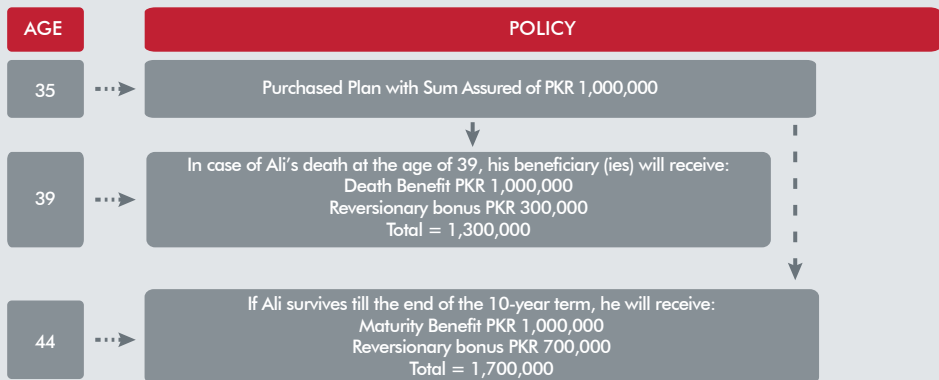 AGE
POLICY
35
Purchased Plan with Sum Assured of PKR 1,000,000
39
In case of Ali's death at the age of 39, his beneficiary (ies) will receive:
Death Benefit PKR 1,000,000
Reversionary bonus PKR 300,000
Total = 1,300,000
44
If Ali survives till the end of the 10-year term, he will receive:
Maturity Benefit PKR 1,000,000
Reversionary bonus PKR 700,000
Total = 1,700,000